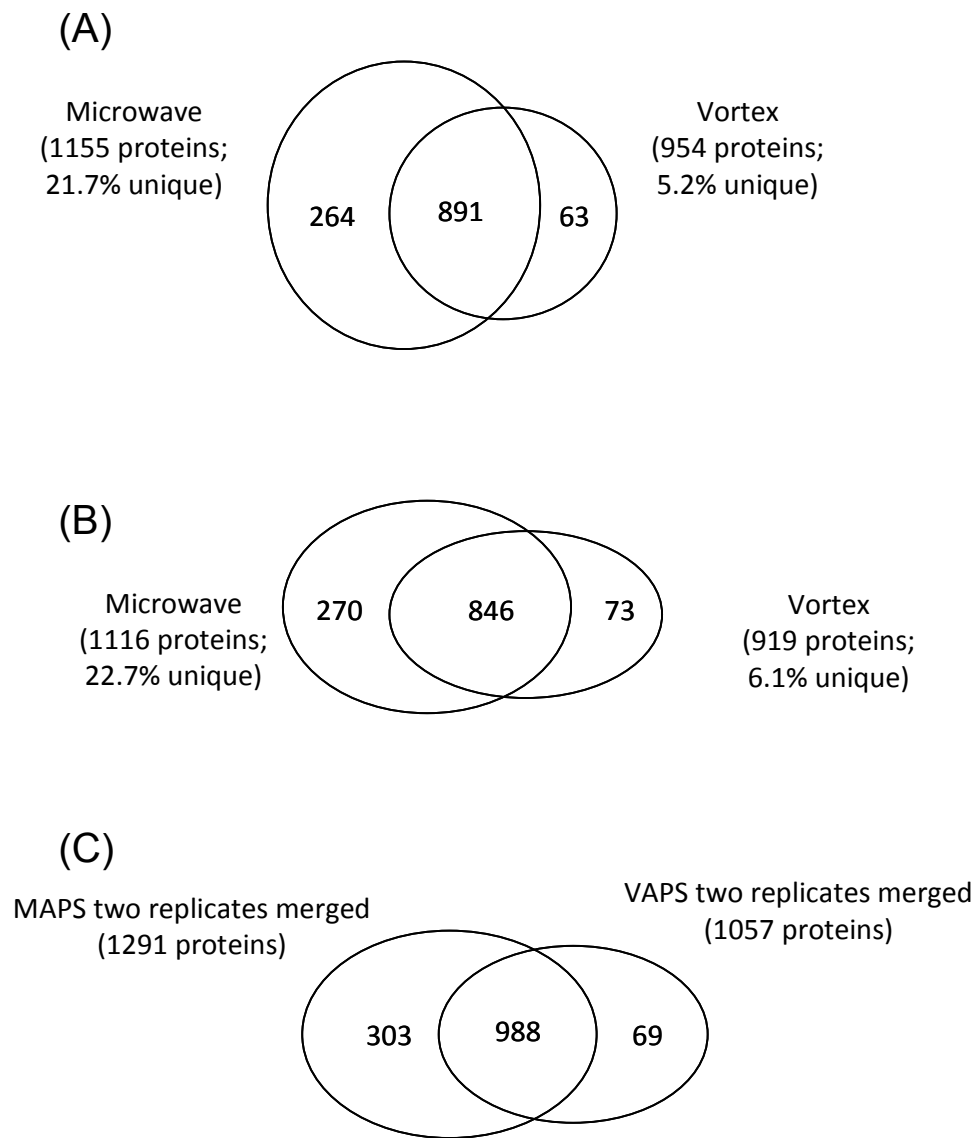 (A)
Microwave
(1155 proteins;
21.7% unique)
Vortex
(954 proteins;
5.2% unique)
264
891
63
(B)
Microwave
(1116 proteins;
22.7% unique)
270
846
73
Vortex
(919 proteins;
6.1% unique)
(C)
MAPS two replicates merged
(1291 proteins)
VAPS two replicates merged
(1057 proteins)
303
988
69